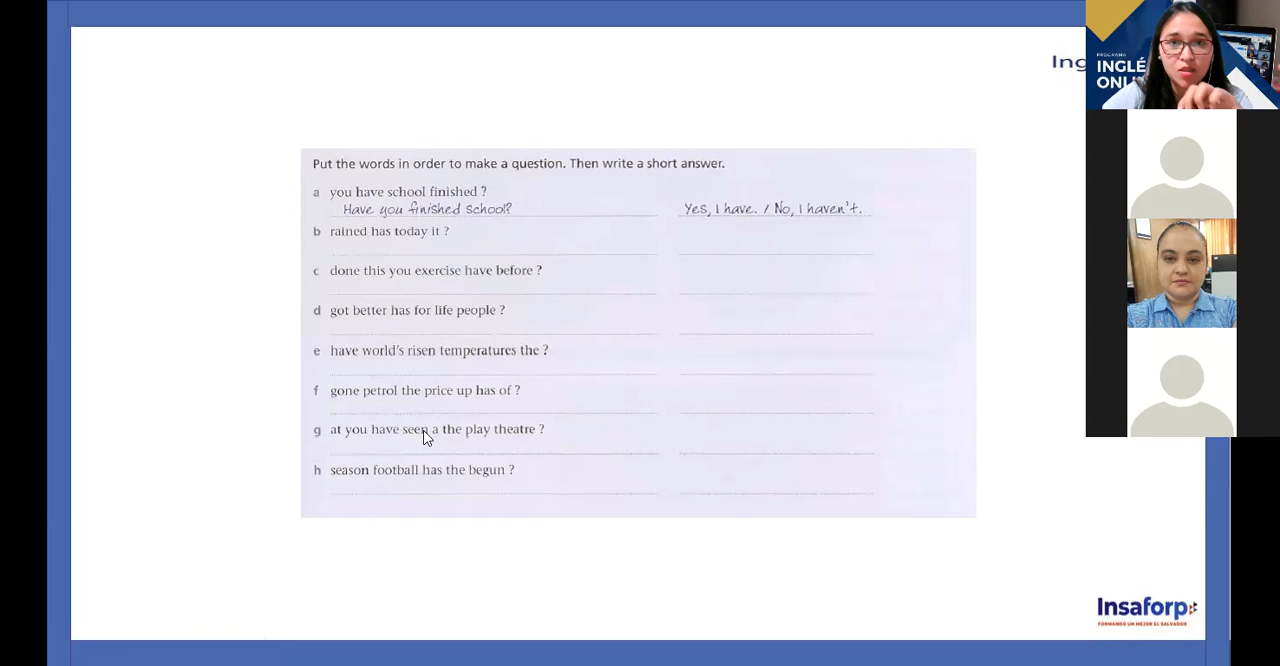 Ing
PROGRAMA
INGLÉ
ONLI
Put the words in order to make a question. Then write a short answer.
a you have school finished ?
Have you finished school? Yes, I have. / No, I haven't.
b rained has today it ?
c done this you exercise have before ?
d got better has for life people ?
e have world's risen temperatures the ?
f gone petrol the price up has of ?
g at you have seen a the play theatre ?
h season football has the begun ?
Insaforp
FORMANDO UN MEJOR EL SALVADOR